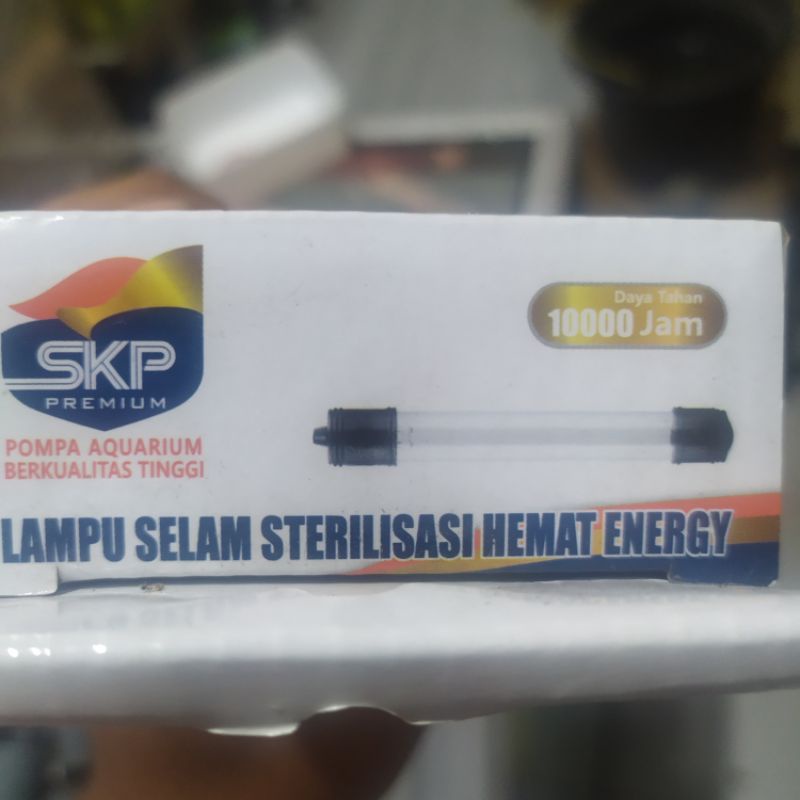 SKP
PREMIUM
POMPA AQUARIUM
BERKUALITAS TINGGI
Daya Tahan
10000 Jam
LAMPU SELAM STERILISASI HEMAT ENERGY